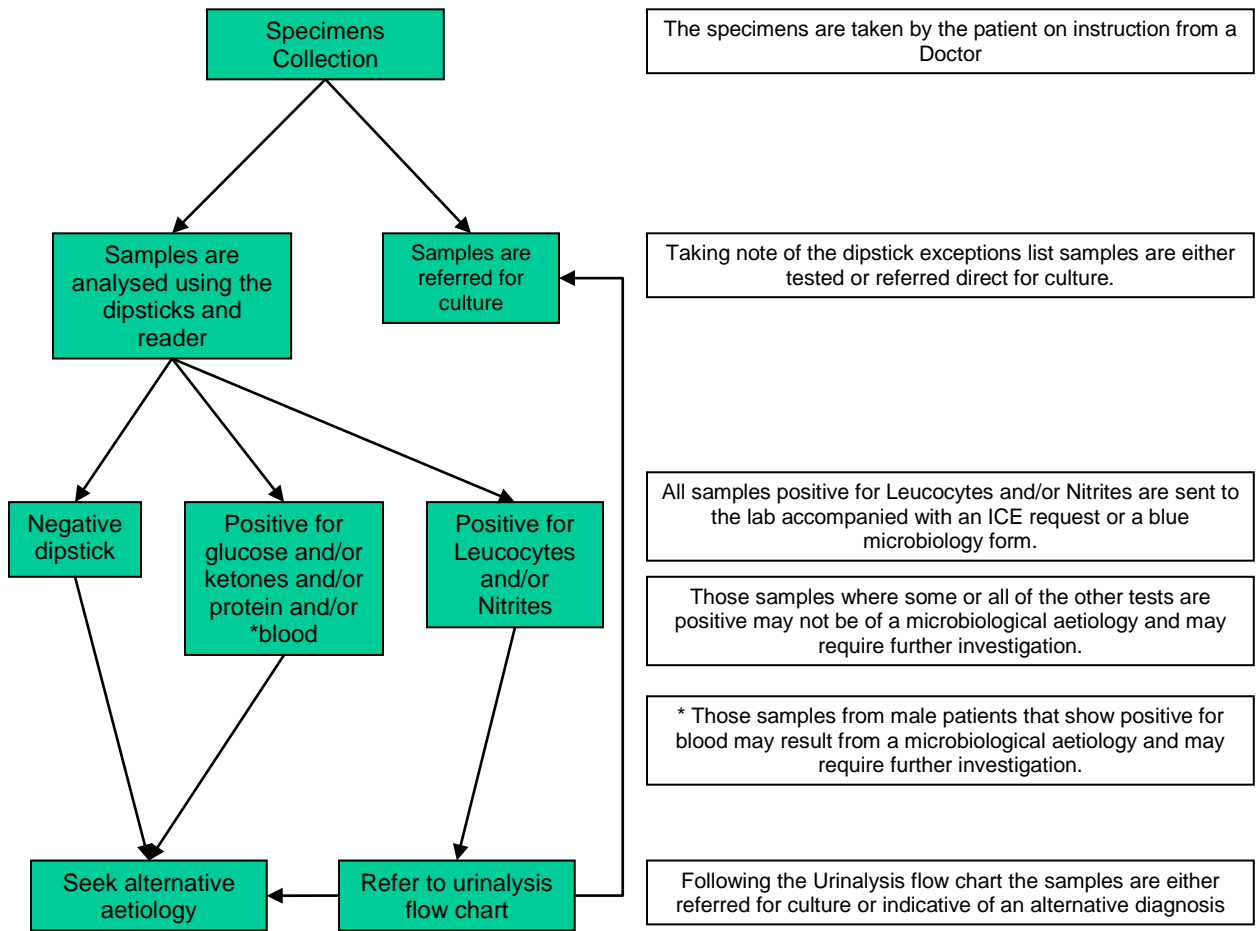 Specimens
Collection
The specimens are taken by the patient on instruction from a
Doctor
Samples are
analysed using the
dipsticks and
reader
Samples are
referred for
culture
Taking note of the dipstick exceptions list samples are either
tested or referred direct for culture.
Negative
dipstick
Positive for
glucose and/or
ketones and/or
protein and/or
*blood
Positive for
Leucocytes
and/or
Nitrites
All samples positive for Leucocytes and/or Nitrites are sent to
the lab accompanied with an ICE request or a blue
microbiology form.
Those samples where some or all of the other tests are
positive may not be of a microbiological aetiology and may
require further investigation.
* Those samples from male patients that show positive for
blood may result from a microbiological aetiology and may
require further investigation.
Seek alternative
aetiology
Refer to urinalysis
flow chart
Following the Urinalysis flow chart the samples are either
referred for culture or indicative of an alternative diagnosis